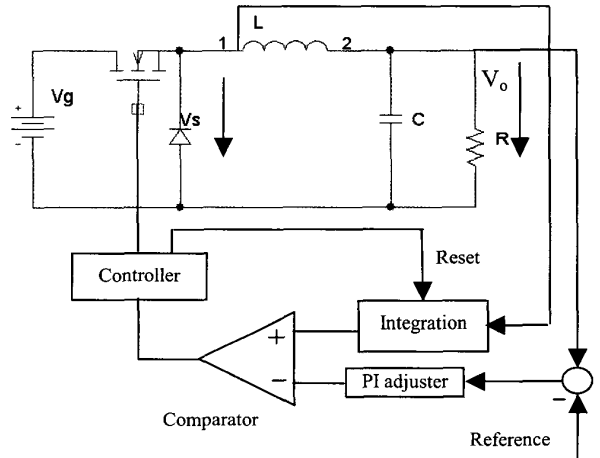 L
1
2
Vg
+
-
Vs
C
R
Vo
Controller
Reset
Integration
+
−
PI adjuster
Comparator
−
Reference